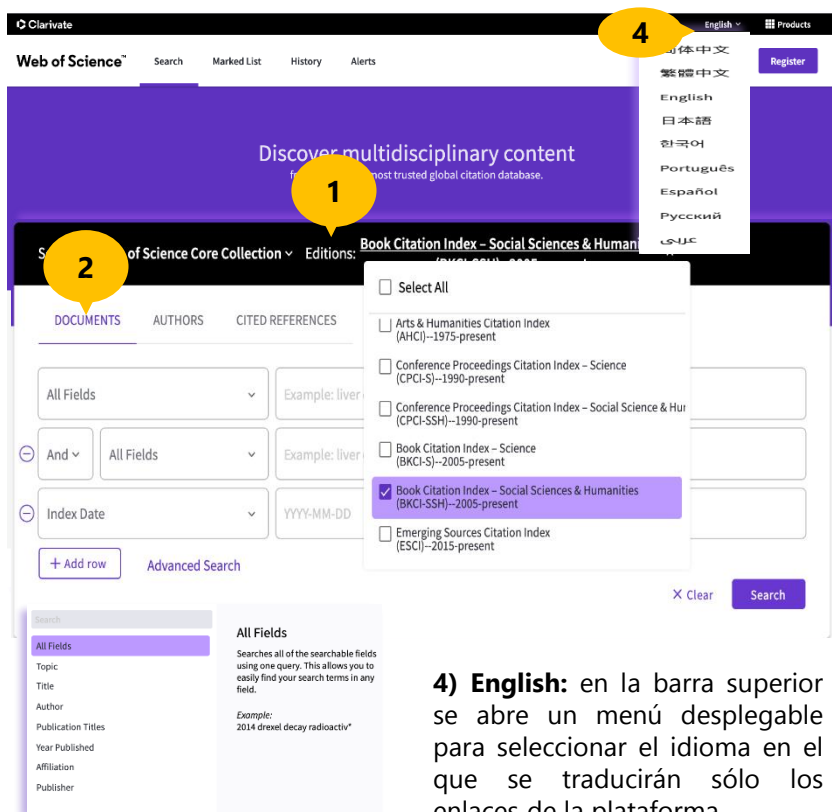 Clarivate
English
Products
4
Web of Science™
Search
Marked List
History
Alerts
Register
简体中文
繁體中文
English
日本語
한국어
Português
Español
Русский
عربى
Discover multidisciplinary content
most trusted global citation database.
1
2
of Science Core Collection
Editions:
Book Citation Index – Social Sciences & Humani
Select All
Arts & Humanities Citation Index
(AHCI)--1975-present
Conference Proceedings Citation Index – Science
(CPCI-S)--1990-present
Conference Proceedings Citation Index – Social Science & Hu
(CPCI-SSH)--1990-present
Book Citation Index – Science
(BKCI-S)--2005-present
Book Citation Index – Social Sciences & Humanities
(BKCI-SSH)--2005-present
Emerging Sources Citation Index
(ESCI)--2015-present
DOCUMENTS
AUTHORS
CITED REFERENCES
All Fields
Example: liver
And
All Fields
Example: liver
Index Date
YYYY-MM-DD
+ Add row
Advanced Search
× Clear
Search
Search
All Fields
Topic
Title
Author
Publication Titles
Year Published
Affiliation
Publisher
All Fields
Searches all of the searchable fields
using one query. This allows you to
easily find your search terms in any
field.
Example:
2014 drexel decay radioactiv*
4) English: en la barra superior
se abre un menú desplegable
para seleccionar el idioma en el
que se traducirán sólo los
enlaces de la plataforma